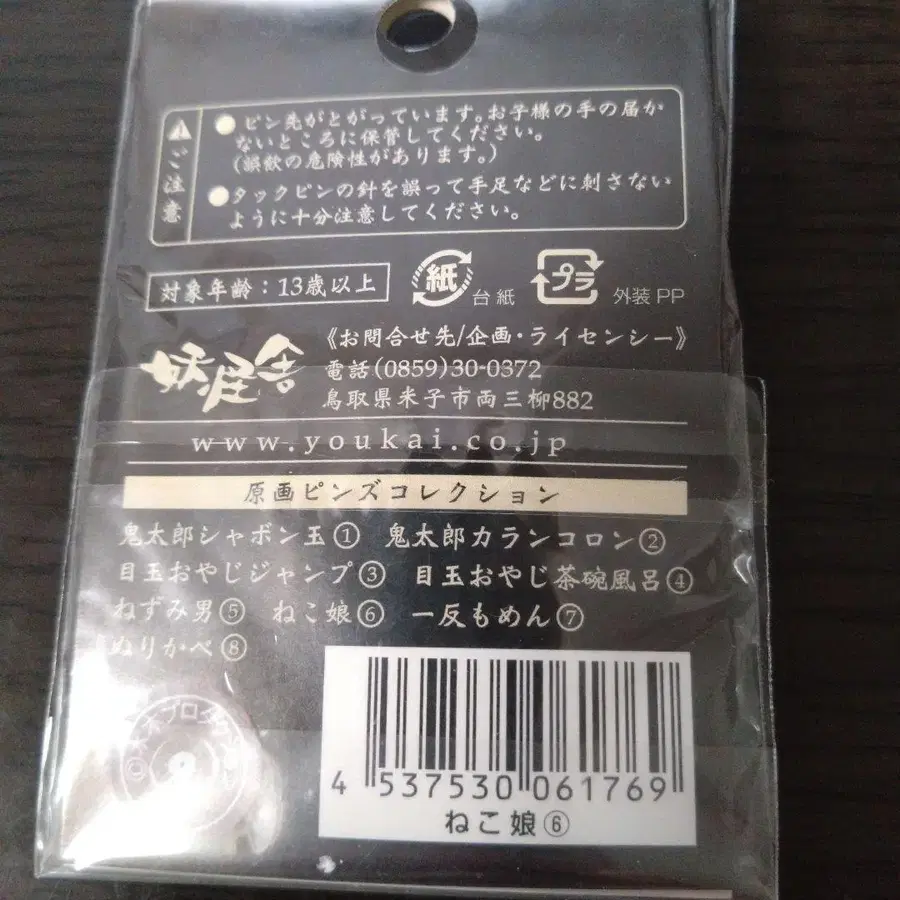 ご注意
●ピン先がとがっています。お子様の手の届か
ないところに保管してください。
(誤飲の危険性があります。)
●タックピンの針を誤って手足などに刺さない
ように十分注意してください。
対象年齢：13歳以上
紙 台紙
プラ 外装PP
妖怪舎
《お問合せ先/企画・ライセンシー》
電話(0859)30-0372
鳥取県米子市両三柳882
www.youkai.co.jp
原画ピンズコレクション
鬼太郎シャボン玉① 鬼太郎カランコロン②
目玉おやじジャンプ③ 目玉おやじ茶碗風呂④
ねずみ男⑤ ねこ娘⑥ 一反もめん⑦
ぬりかべ⑧
4 537530 061769
ねこ娘⑥